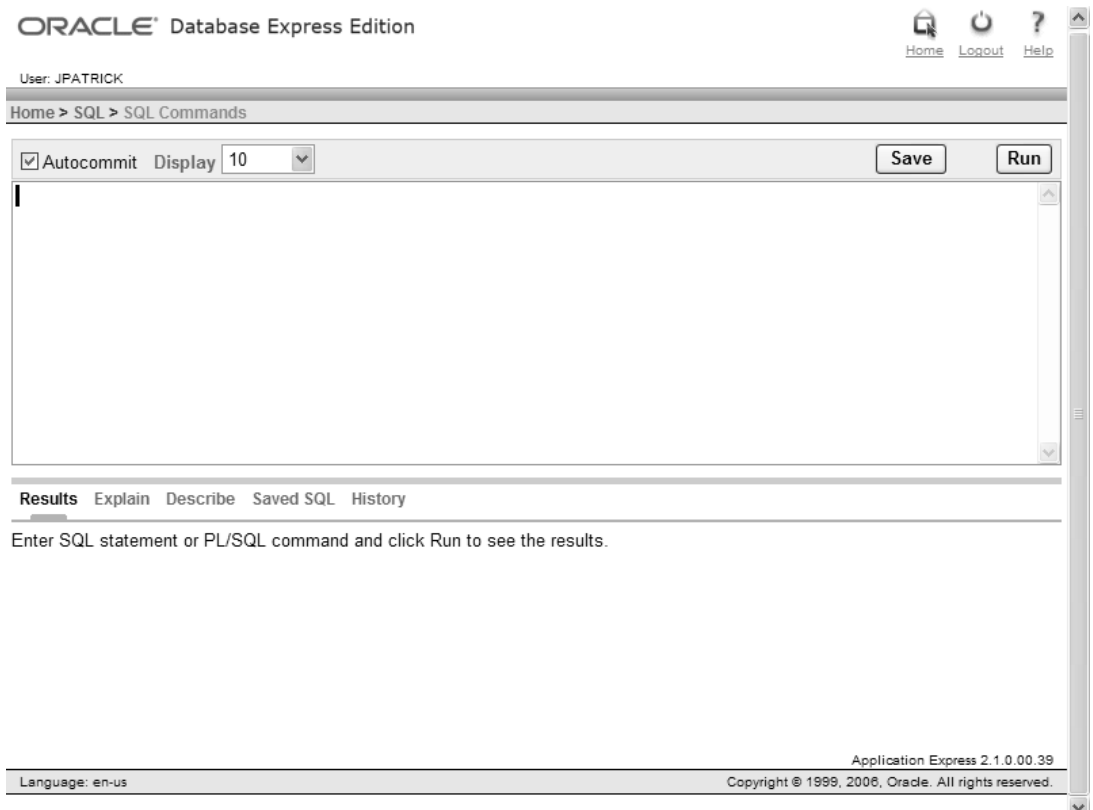 ORACLE® Database Express Edition
Home Logout Help
User: JPATRICK
Home > SQL > SQL Commands
Autocommit Display 10 Save Run
Results Explain Describe Saved SQL History
Enter SQL statement or PL/SQL command and click Run to see the results.
Application Express 2.1.0.00.39
Language: en-us Copyright © 1999, 2006, Oracle. All rights reserved.